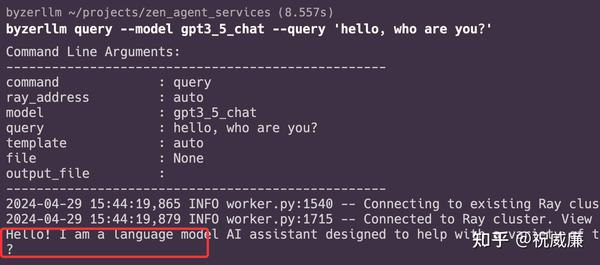 byzerllm ~/projects/zen_agent_services (8.557s)
byzerllm query --model gpt3_5_chat --query 'hello, who are you?'
Command Line Arguments:
--------------------------------------------------
command : query
ray_address : auto
model : gpt3_5_chat
query : hello, who are you?
template : auto
file : None
output_file :
--------------------------------------------------
2024-04-29 15:44:19,865 INFO worker.py:1540 -- Connecting to existing Ray clus
2024-04-29 15:44:19,879 INFO worker.py:1715 -- Connected to Ray cluster. View
Hello! I am a language model AI assistant designed to help with a variety of t
?
知乎 @祝威廉